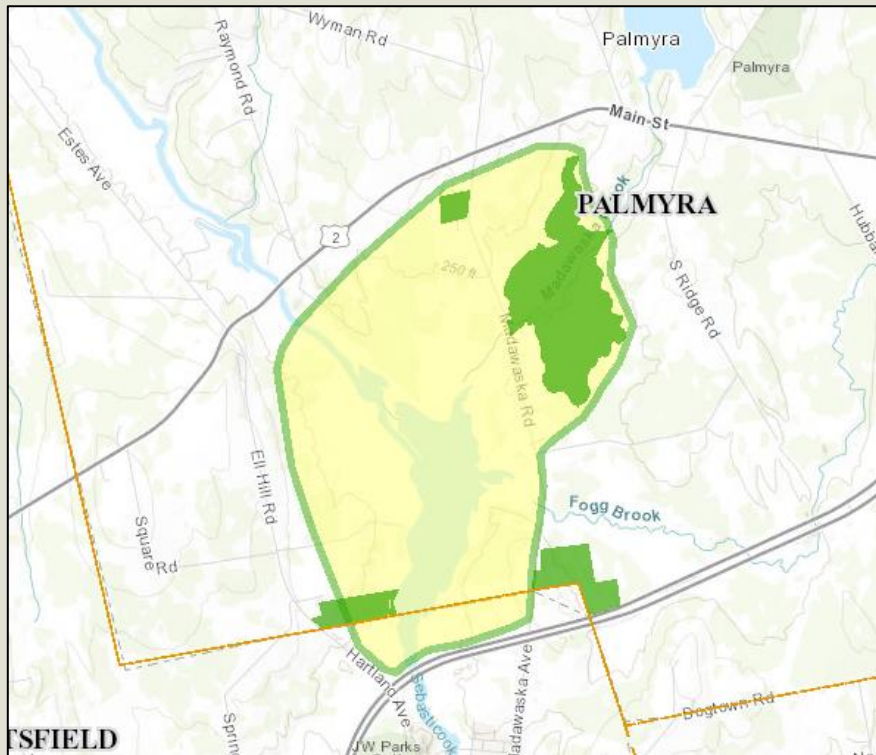 Wyman Rd
Palmyra
Raymond Rd
Palmyra
Main-St
Estes Ave
PALMYRA
2
250 ft
Madawaska
S Ridge Rd
Madawaska Rd
Ell Hill Rd
Fogg Brook
Square Rd
Hartland Ave
Madawaska Ave
Dogtown Rd
TSFIELD
JW Parks